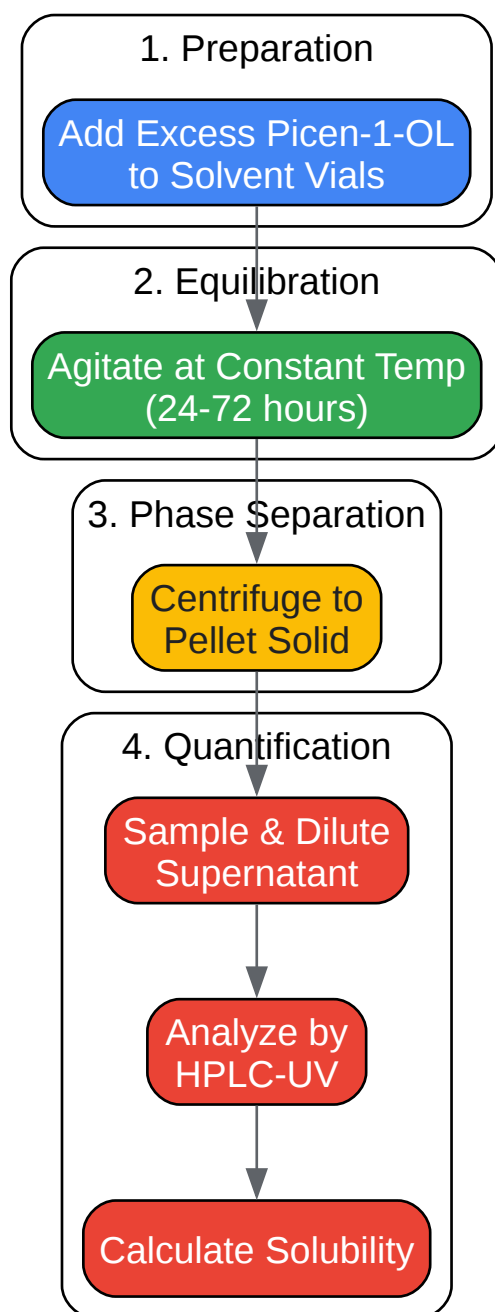 1. Preparation
Add Excess Picen-1-OL
to Solvent Vials
2. Equilibration
Agitate at Constant Temp
(24-72 hours)
3. Phase Separation
Centrifuge to
Pellet Solid
4. Quantification
Sample & Dilute
Supernatant
Analyze by
HPLC-UV
Calculate Solubility